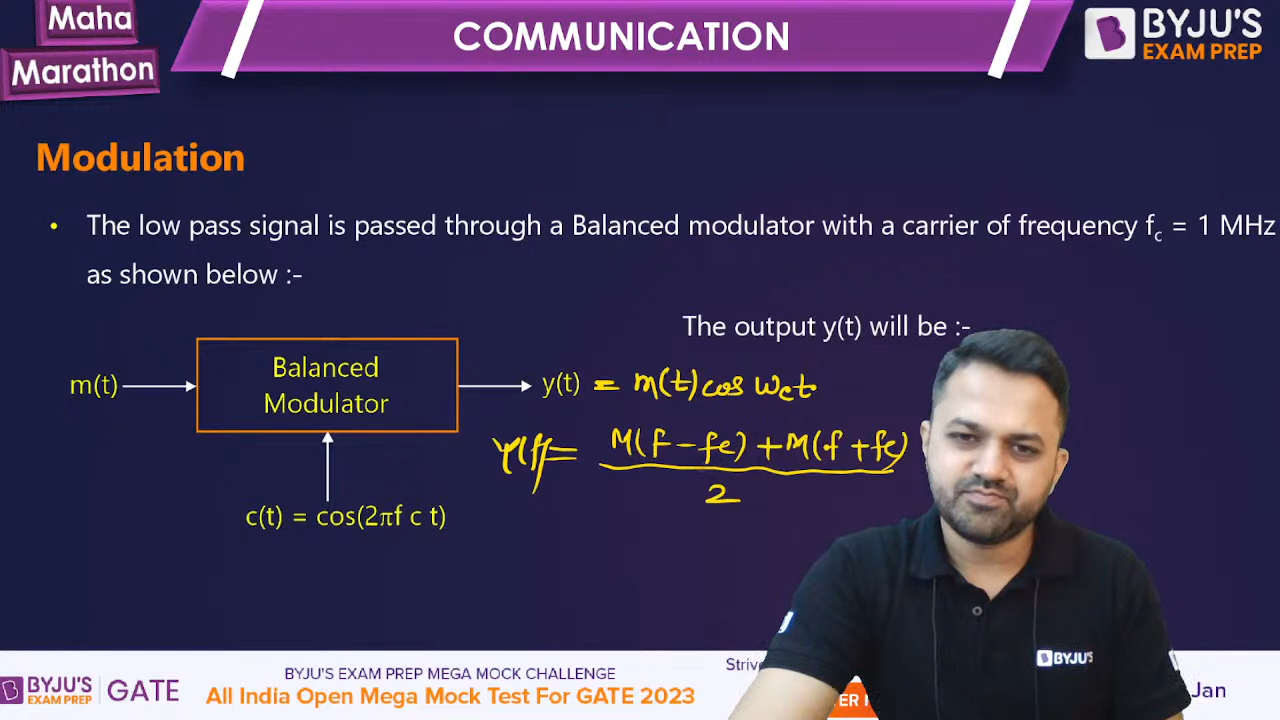 Maha
Marathon
COMMUNICATION
BYJU'S
EXAM PREP
Modulation
• The low pass signal is passed through a Balanced modulator with a carrier of frequency fc = 1 MHz
as shown below :-
The output y(t) will be :-
m(t)
Balanced
Modulator
y(t) = m(t) cos ωct
Y(f) = M(f - fc) + M(f + fc)
2
c(t) = cos(2πf c t)
BYJU'S
BYJU'S
EXAM PREP
GATE
BYJU'S EXAM PREP MEGA MOCK CHALLENGE
All India Open Mega Mock Test For GATE 2023
Jan